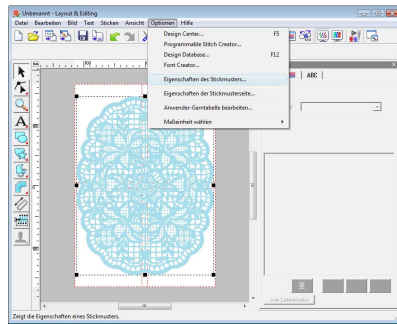 Unbenannt - Layout & Editing
Datei Bearbeiten Bild Text Sticken Ansicht Optionen Hilfe
Design Center... F5
Programmable Stitch Creator...
Design Database... F12
Font Creator...
Eigenschaften des Stickmusters...
Eigenschaften der Stickmusterseite...
Anwender-Garntabelle bearbeiten...
Maßeinheit wählen
ABC
A
zum Listenmodus
Zeigt die Eigenschaften eines Stickmusters.